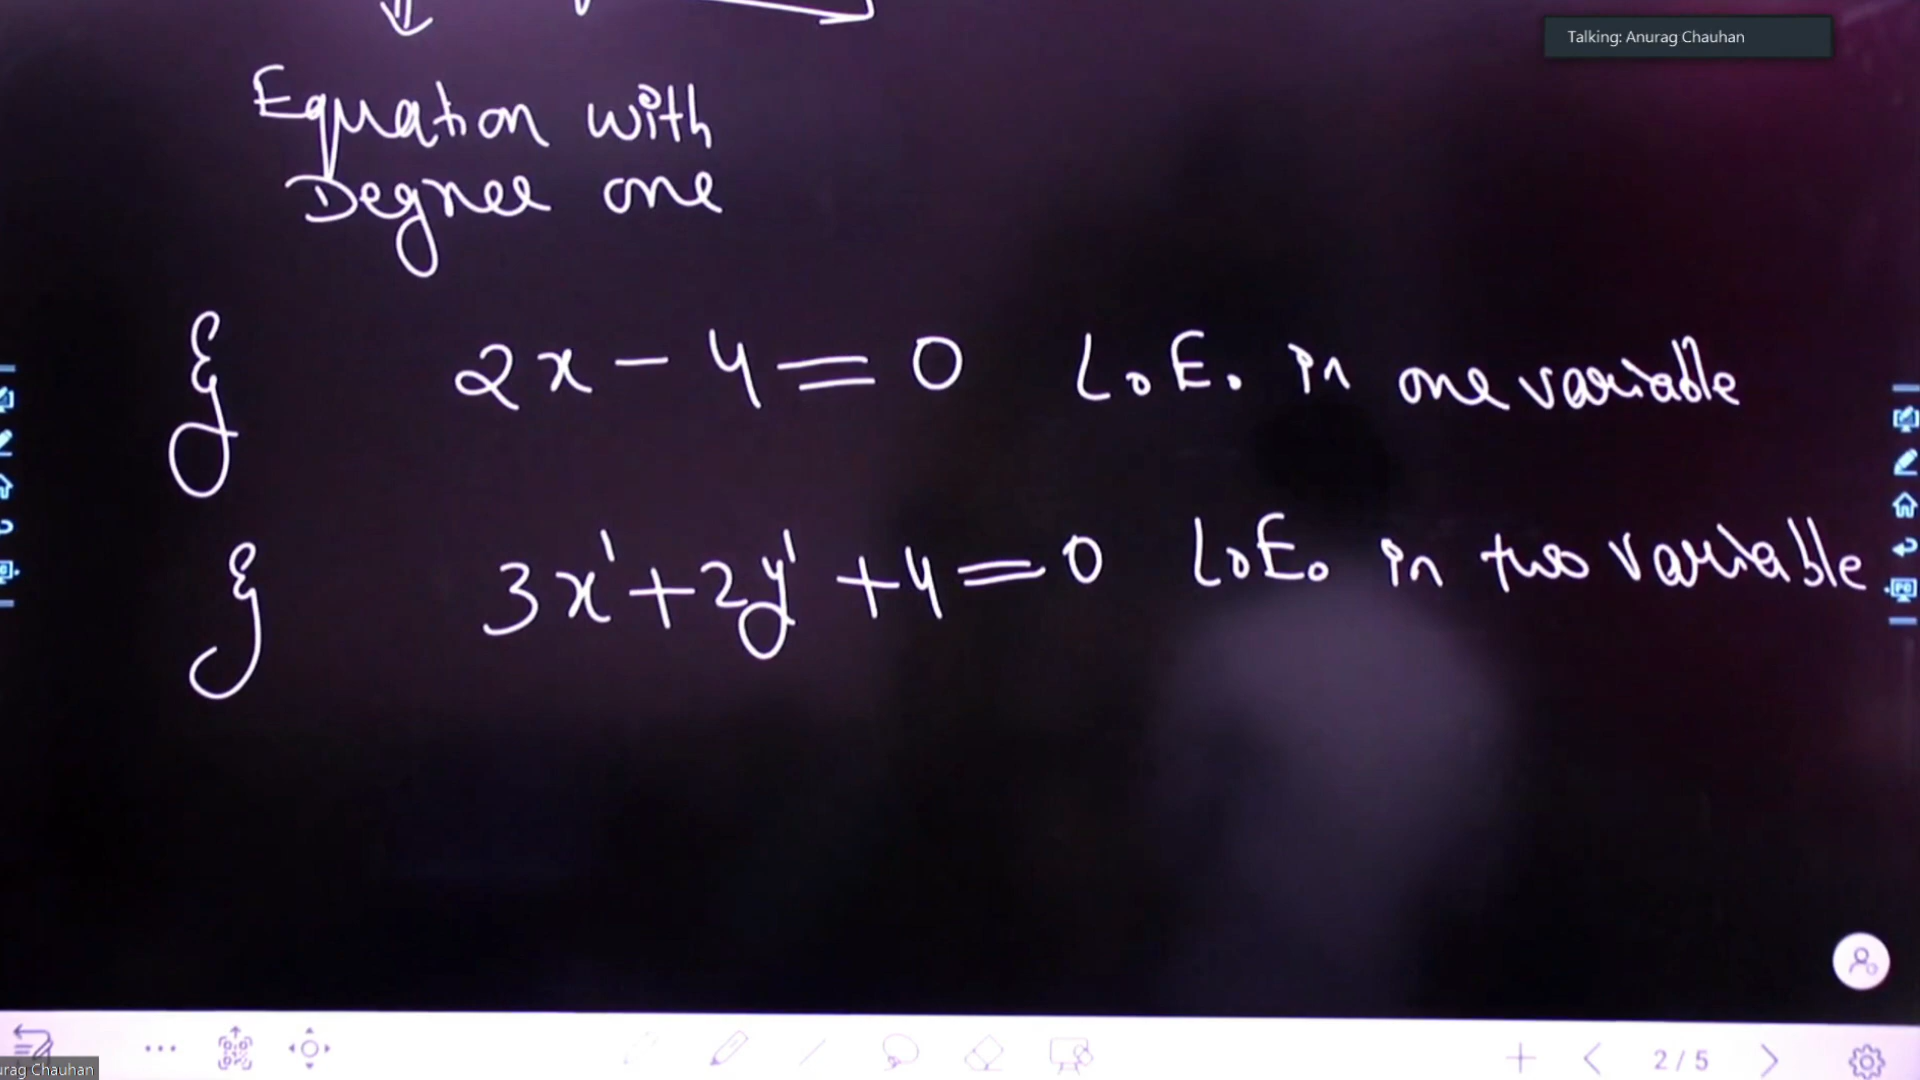 Talking: Anurag Chauhan
Equation with
Degree one
Eg 2x - 4 = 0 L.E. in one variable
Eg 3x¹ + 2y¹ + 4 = 0 L.E. in two variable
2 / 5
urag Chauhan